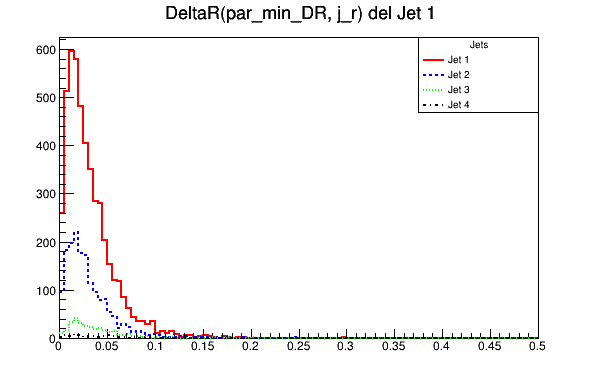 DeltaR(par_min_DR, j_r) del Jet 1
Jets
Jet 1
Jet 2
Jet 3
Jet 4
600
500
400
300
200
100
0
0 0.05 0.1 0.15 0.2 0.25 0.3 0.35 0.4 0.45 0.5